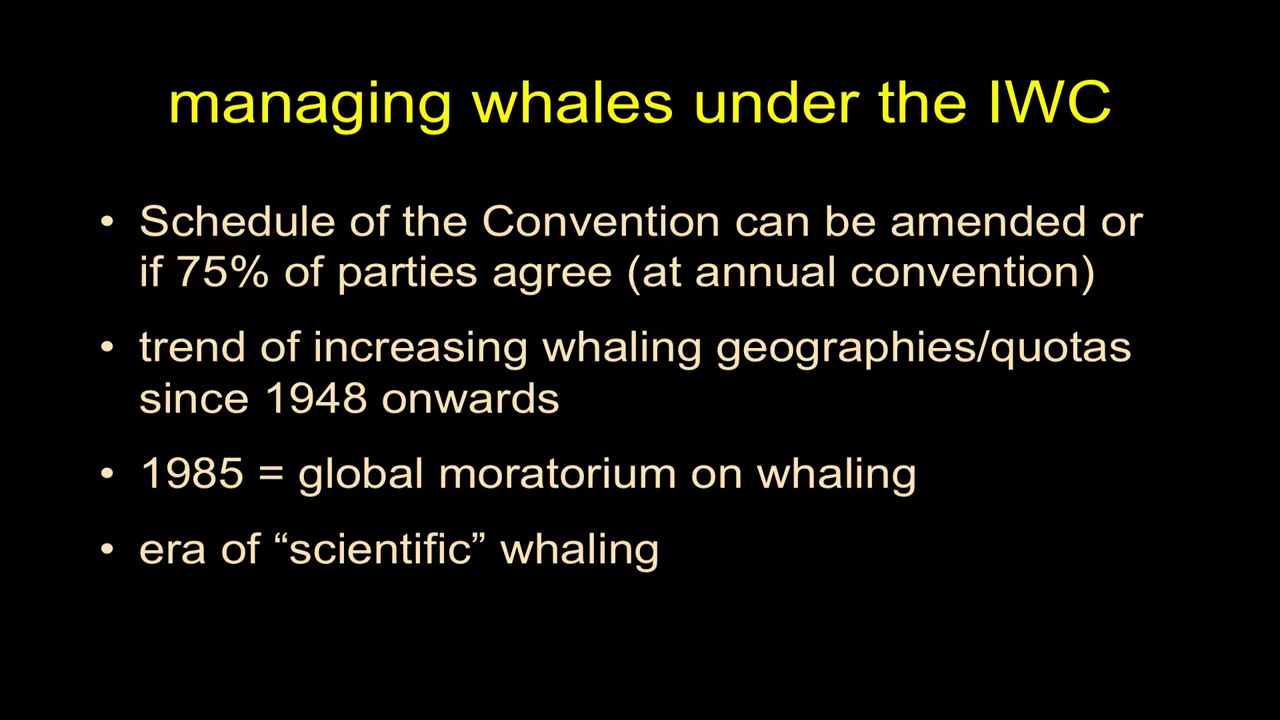 managing whales under the IWC
• Schedule of the Convention can be amended or
if 75% of parties agree (at annual convention)
• trend of increasing whaling geographies/quotas
since 1948 onwards
• 1985 = global moratorium on whaling
• era of “scientific” whaling